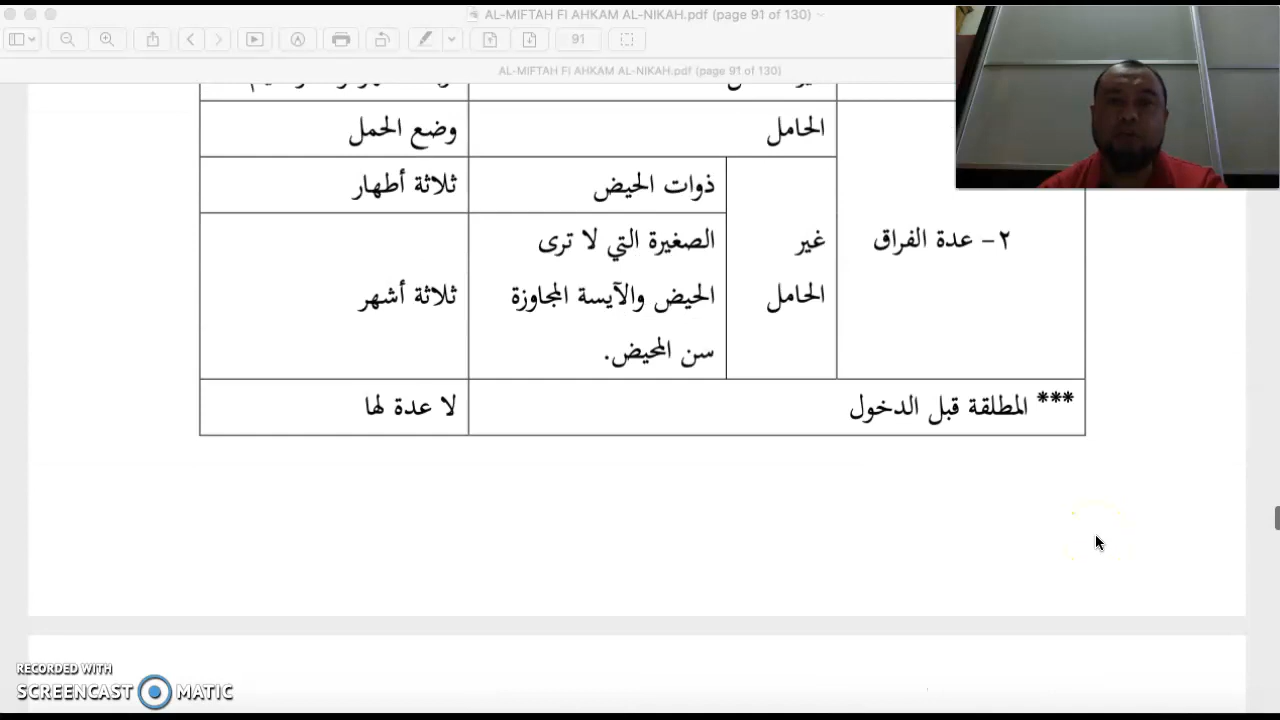 AL-MIFTAH FI AHKAM AL-NIKAH.pdf (page 91 of 130)
91
AL-MIFTAH FI AHKAM AL-NIKAH.pdf (page 91 of 130)
الحامل
وضع الحمل
٢- عدة الفراق
غير
الحامل
ذوات الحيض
ثلاثة أطهار
الصغيرة التي لا ترى
الحيض والآيسة المجاوزة
سن المحيض.
ثلاثة أشهر
*** المطلقة قبل الدخول
لا عدة لها
RECORDED WITH
SCREENCAST MATIC